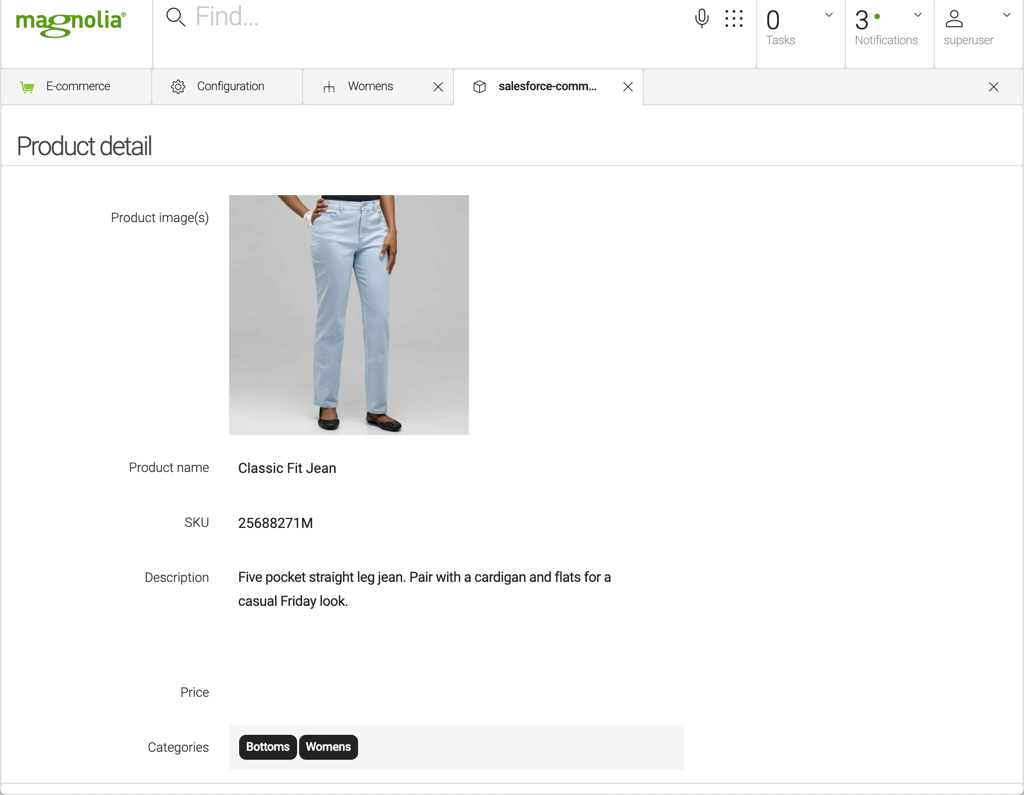 magnolia®
Find...
0
Tasks
3
Notifications
superuser
E-commerce
Configuration
Womens
salesforce-comm...
Product detail
Product image(s)
Product name
Classic Fit Jean
SKU
25688271M
Description
Five pocket straight leg jean. Pair with a cardigan and flats for a
casual Friday look.
Price
Categories
Bottoms Womens